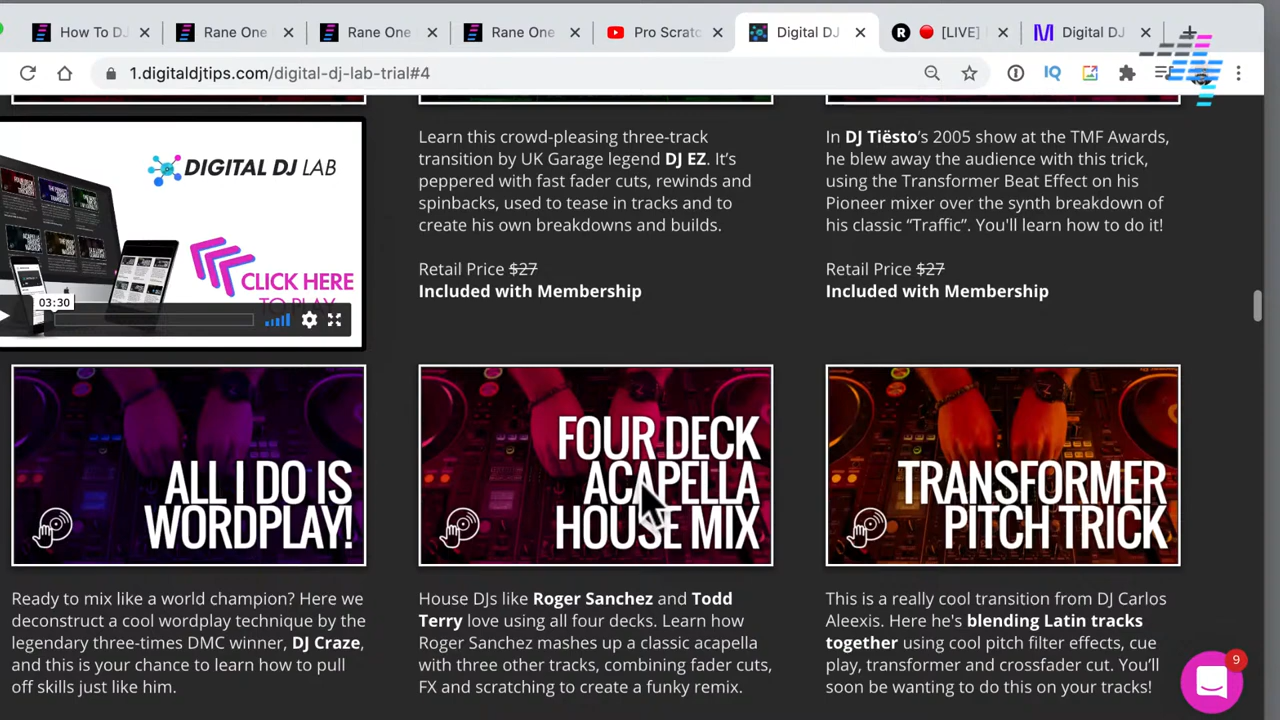 How To DJ
Rane One
Rane One
Rane One
Pro Scratc
Digital DJ
[LIVE]
Digital DJ
1.digitaldjtips.com/digital-dj-lab-trial#4
IQ
DIGITAL DJ LAB
CLICK HERE
TO PLAY
03:30
Learn this crowd-pleasing three-track
transition by UK Garage legend DJ EZ. It’s
peppered with fast fader cuts, rewinds and
spinbacks, used to tease in tracks and to
create his own breakdowns and builds.
Retail Price $27
Included with Membership
In DJ Tiësto's 2005 show at the TMF Awards,
he blew away the audience with this trick,
using the Transformer Beat Effect on his
Pioneer mixer over the synth breakdown of
his classic “Traffic”. You'll learn how to do it!
Retail Price $27
Included with Membership
ALL I DO IS
WORDPLAY!
Ready to mix like a world champion? Here we
deconstruct a cool wordplay technique by the
legendary three-times DMC winner, DJ Craze,
and this is your chance to learn how to pull
off skills just like him.
FOUR DECK
ACAPELLA
HOUSE MIX
House DJs like Roger Sanchez and Todd
Terry love using all four decks. Learn how
Roger Sanchez mashes up a classic acapella
with three other tracks, combining fader cuts,
FX and scratching to create a funky remix.
TRANSFORMER
PITCH TRICK
This is a really cool transition from DJ Carlos
Aleexis. Here he's blending Latin tracks
together using cool pitch filter effects, cue
play, transformer and crossfader cut. You’ll
soon be wanting to do this on your tracks!
9